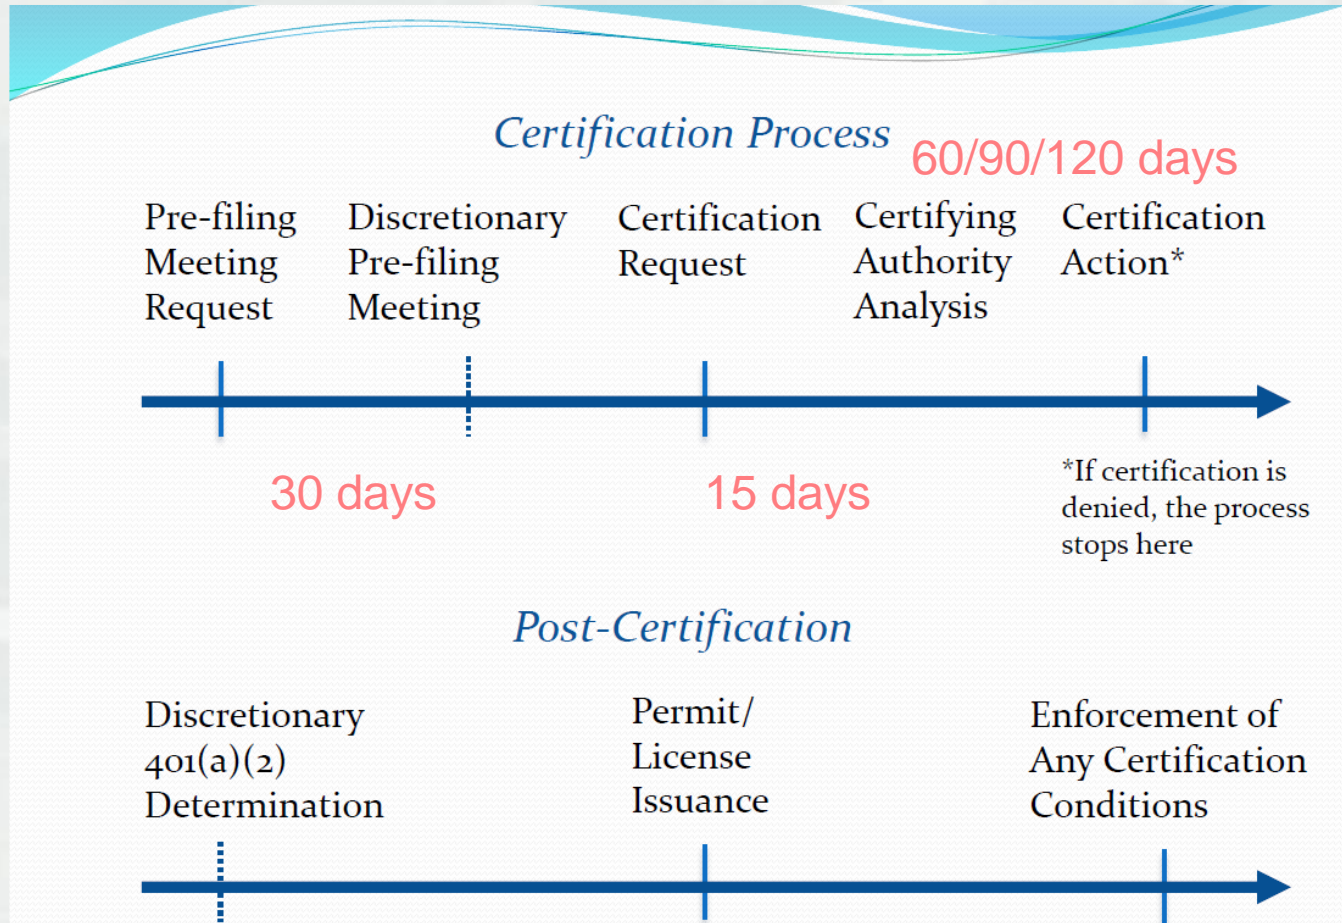 Certification Process
60/90/120 days
Pre-filing
Meeting
Request
Discretionary
Pre-filing
Meeting
Certification
Request
Certifying
Authority
Analysis
Certification
Action*
30 days
15 days
*If certification is
denied, the process
stops here
Post-Certification
Discretionary
401(a)(2)
Determination
Permit/
License
Issuance
Enforcement of
Any Certification
Conditions